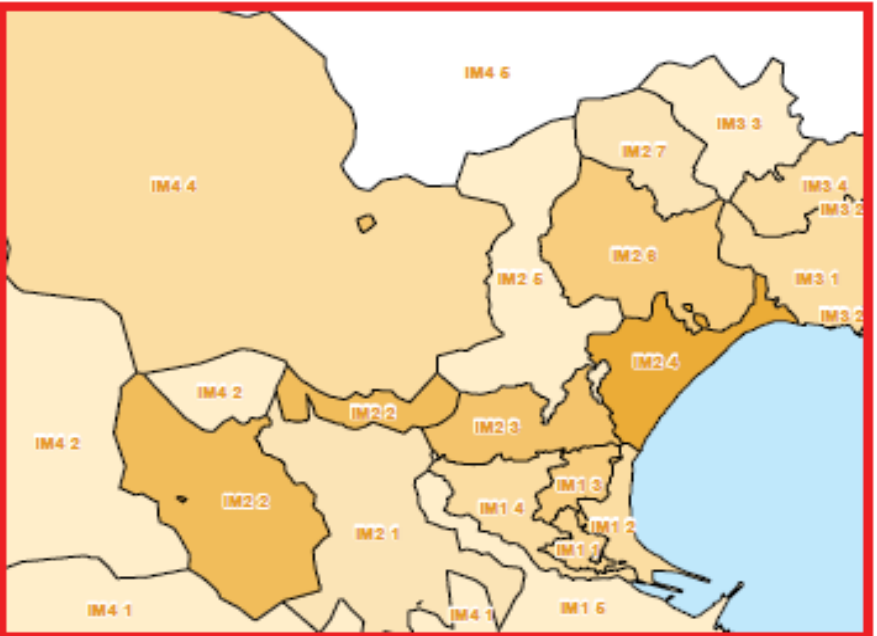 IM4 5
IM3 3
IM2 7
IM4 4
IM3 4
IM3 2
IM2 6
IM2 5
IM3 1
IM3 2
IM2 4
IM4 2
IM2 2
IM2 3
IM4 2
IM1 3
IM2 2
IM1 4
IM1 2
IM2 1
IM1 1
IM4 1
IM4 1
IM1 5